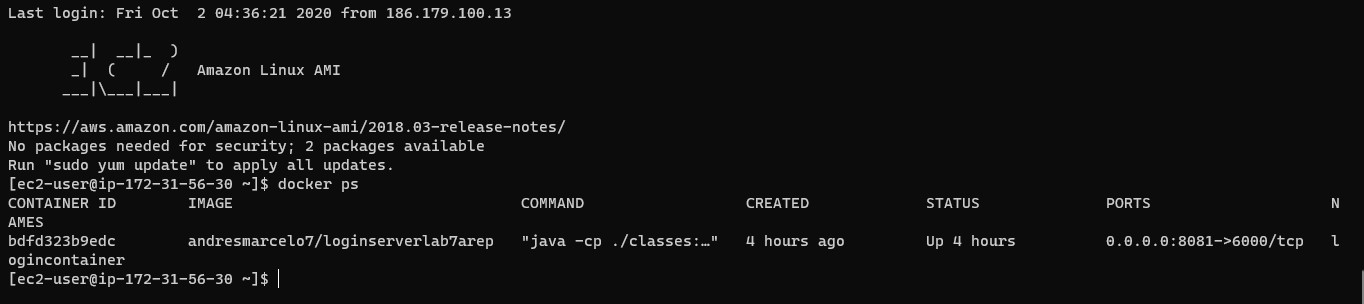 Last login: Fri Oct  2 04:36:21 2020 from 186.179.100.13

       __|  __|_  )
       _|  (     /   Amazon Linux AMI
      ___|\___|___|

https://aws.amazon.com/amazon-linux-ami/2018.03-release-notes/
No packages needed for security; 2 packages available
Run "sudo yum update" to apply all updates.
[ec2-user@ip-172-31-56-30 ~]$ docker ps
CONTAINER ID        IMAGE                                COMMAND                  CREATED             STATUS              PORTS                    N
AMES
bdfd323b9edc        andresmarcelo7/loginserverlab7arep   "java -cp ./classes:…"   4 hours ago         Up 4 hours          0.0.0.0:8081->6000/tcp   l
ogincontainer
[ec2-user@ip-172-31-56-30 ~]$